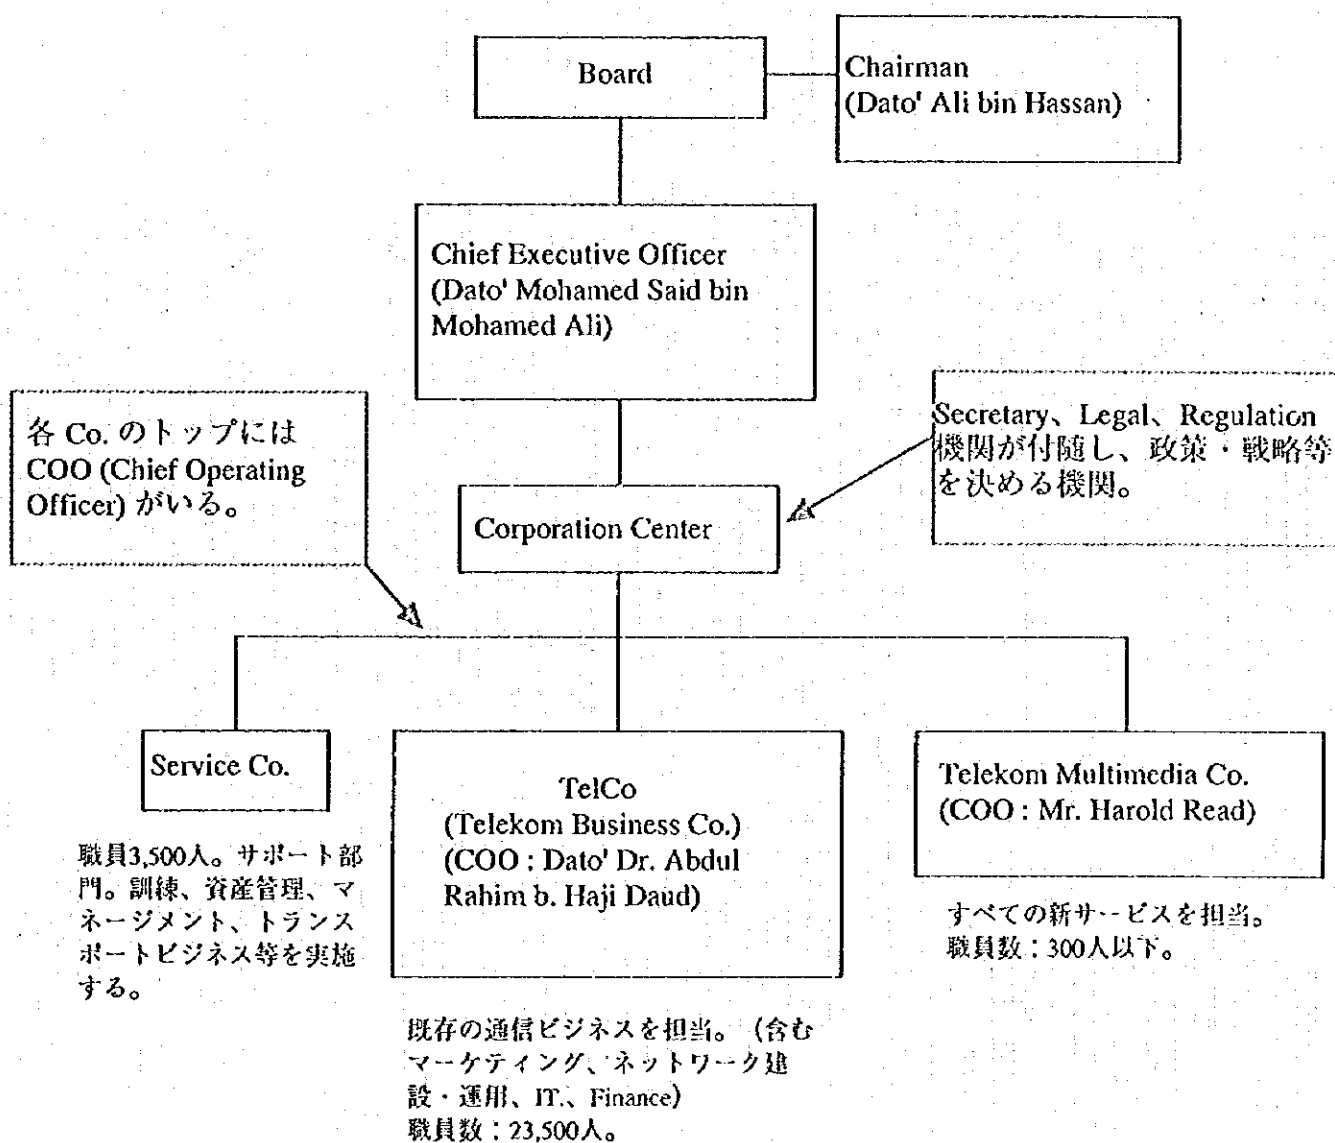 Board
Chairman
(Dato' Ali bin Hassan)
Chief Executive Officer
(Dato' Mohamed Said bin
Mohamed Ali)
各 Co. のトップには
COO (Chief Operating
Officer) がいる。
Secretary、Legal、Regulation
機関が付随し、政策・戦略等
を決める機関。
Corporation Center
Service Co.
職員3,500人。サポート部
門。訓練、資産管理、マ
ネージメント、トランス
ポートビジネス等を実施
する。
TelCo
(Telekom Business Co.)
(COO : Dato' Dr. Abdul
Rahim b. Haji Daud)
既存の通信ビジネスを担当。（含む
マーケティング、ネットワーク建
設・運用、IT.、Finance)
職員数：23,500人。
Telekom Multimedia Co.
(COO : Mr. Harold Read)
すべての新サービスを担当。
職員数：300人以下。